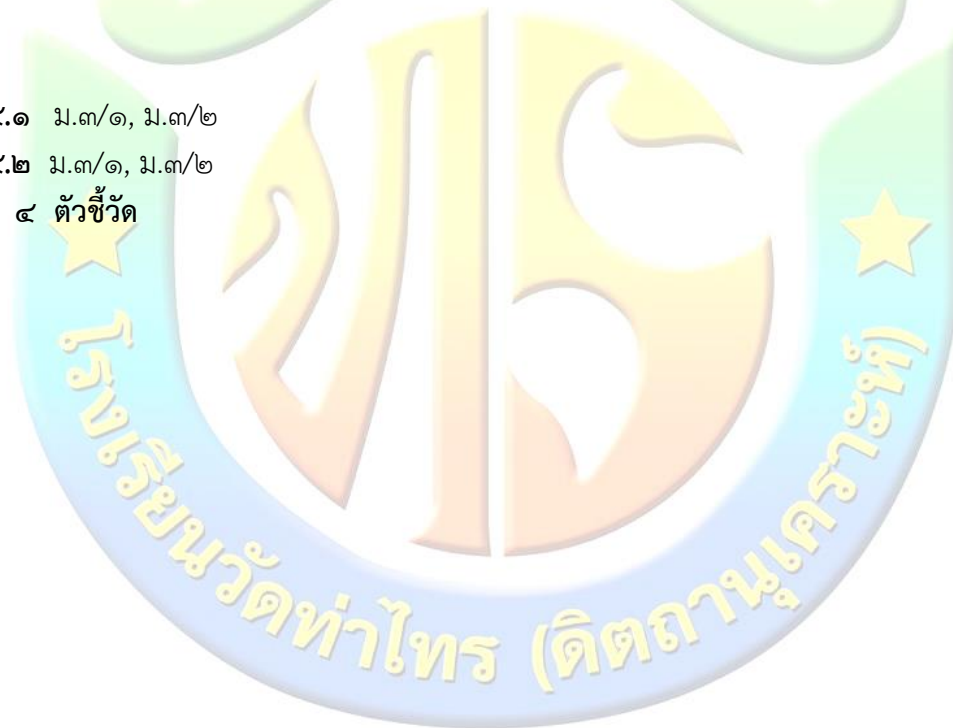 .๑ ม.๓/๑, ม.๓/๒
.๒ ม.๓/๑, ม.๓/๒
๔ ตัวชี้วัด
โรงเรียนวัดท่าไทร (ดิตถานุเคราะห์)